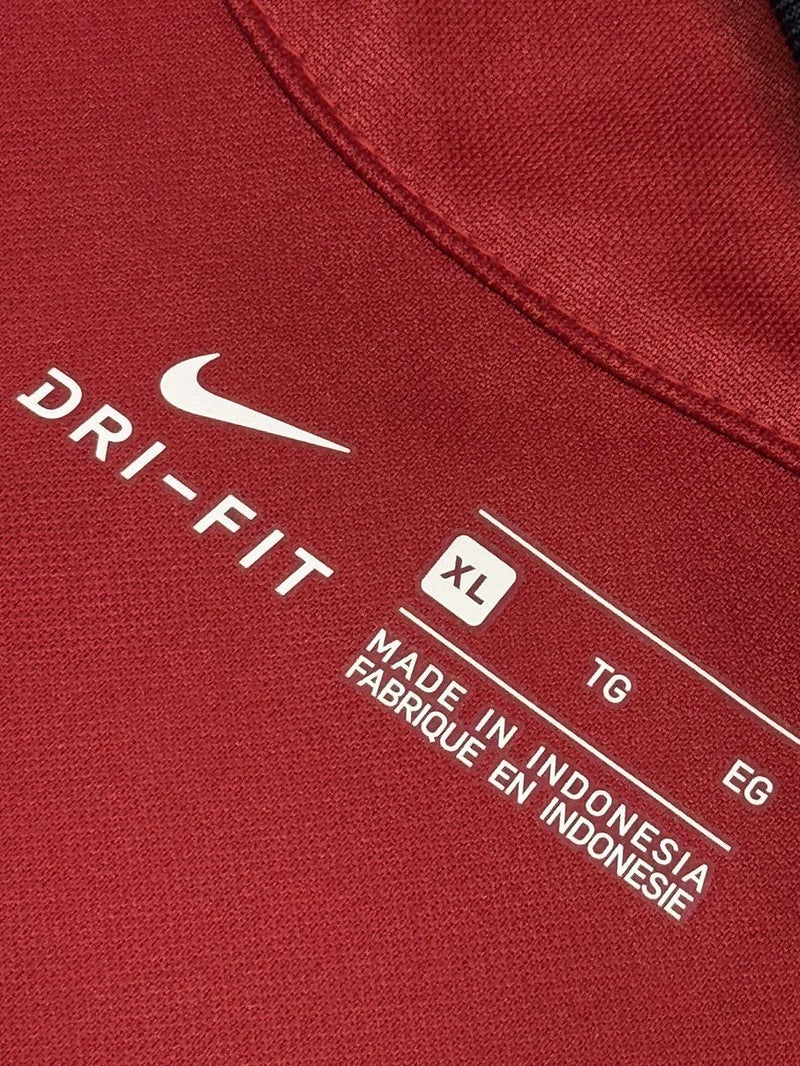 DRI-FIT
XL TG EG
MADE IN INDONESIA
FABRIQUE EN INDONESIE